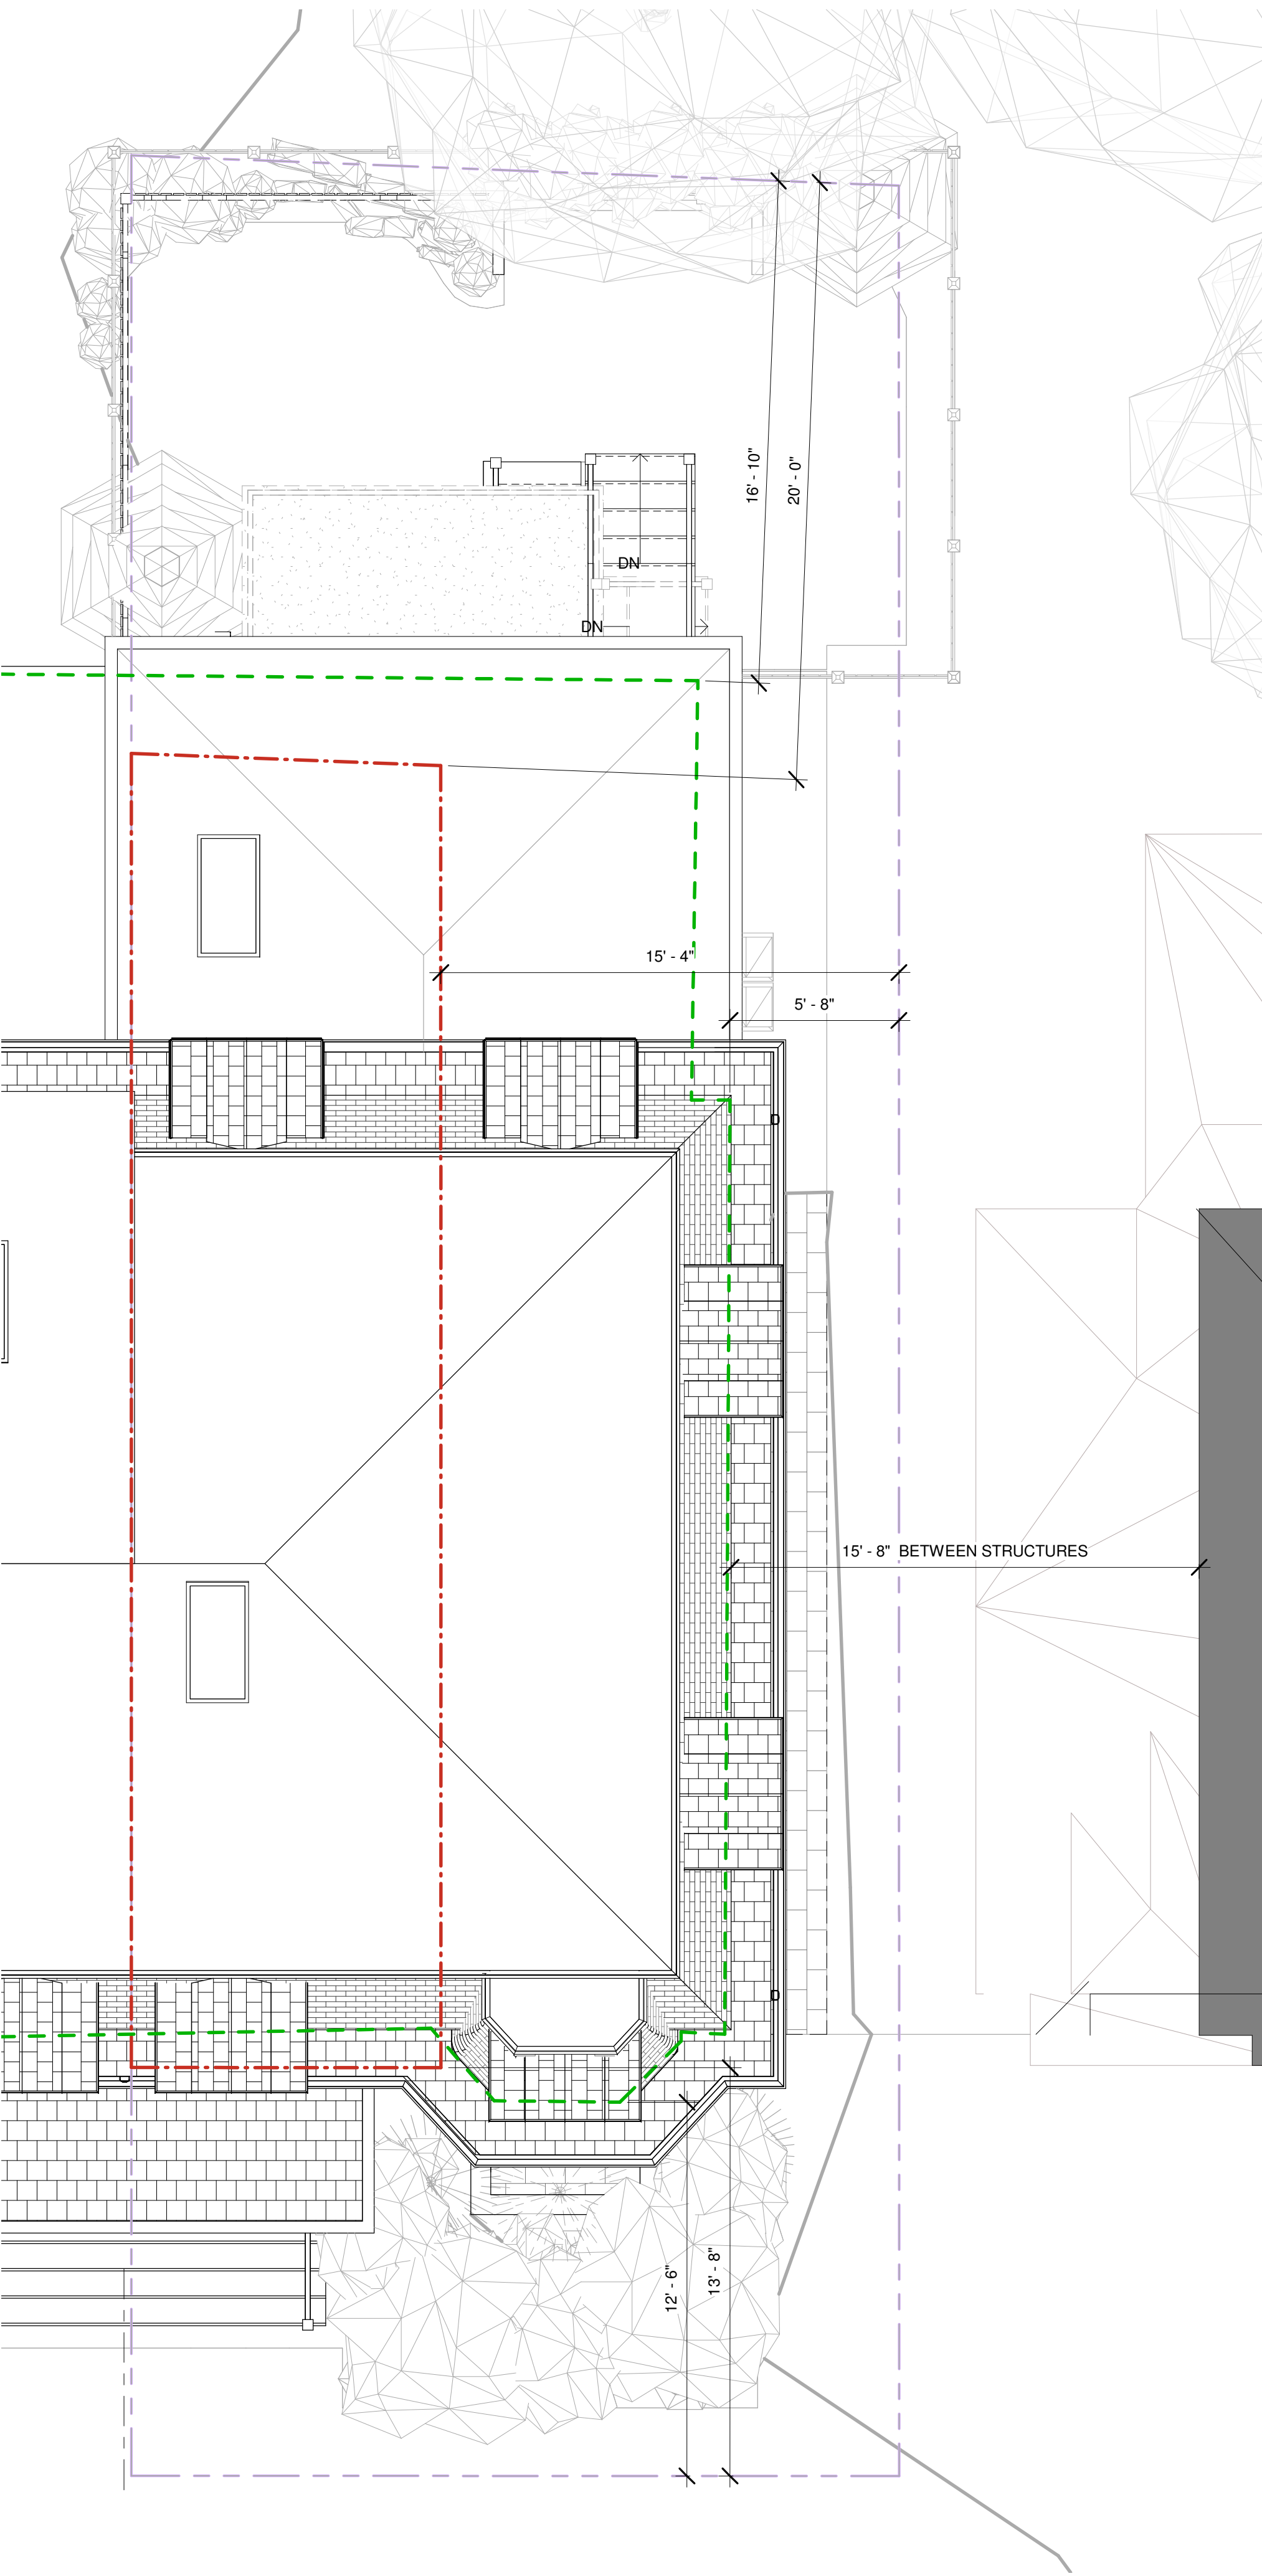 16' - 10"
20' - 0"
DN
DN
15' - 4"
5' - 8"
15' - 8" BETWEEN STRUCTURES
12' - 6"
13' - 8"